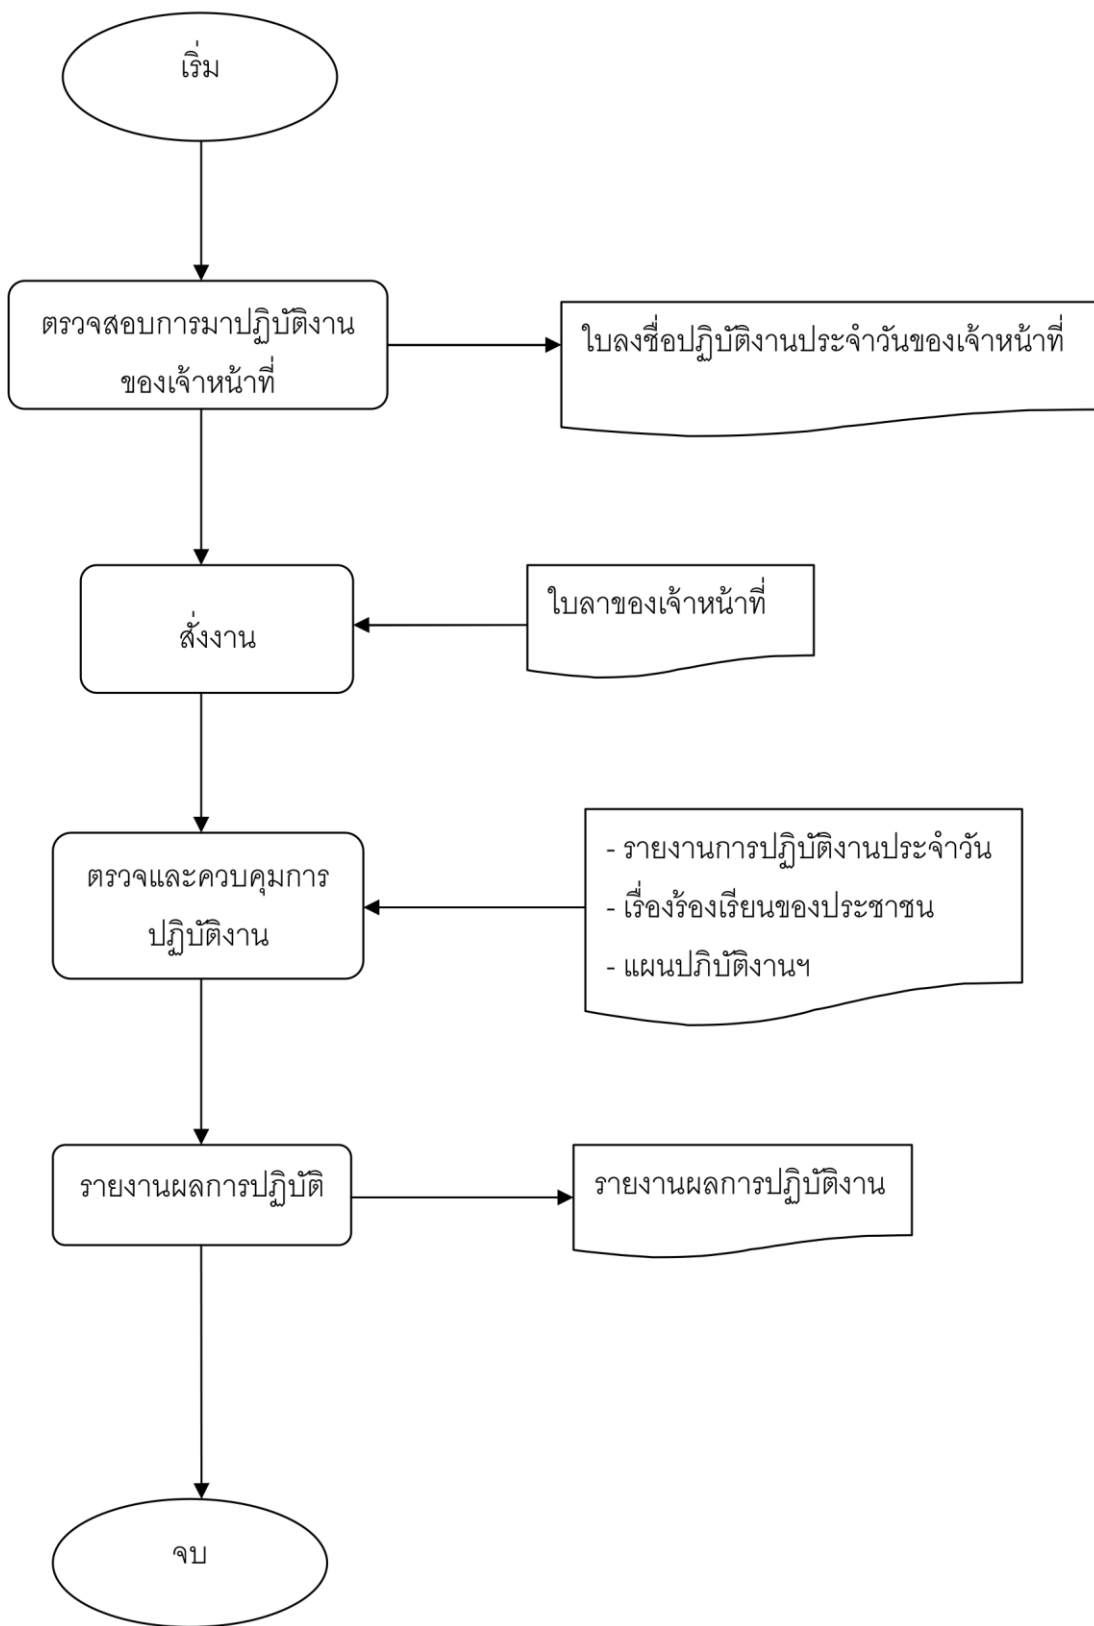 เริ่ม
ตรวจสอบการมาปฏิบัติงาน
ของเจ้าหน้าที่
ใบลงชื่อปฏิบัติงานประจำวันของเจ้าหน้าที่
สั่งงาน
ใบลาของเจ้าหน้าที่
ตรวจและควบคุมการ
ปฏิบัติงาน
- รายงานการปฏิบัติงานประจำวัน
- เรื่องร้องเรียนของประชาชน
- แผนปภิบัติงานฯ
รายงานผลการปฏิบัติ
รายงานผลการปฏิบัติงาน
จบ